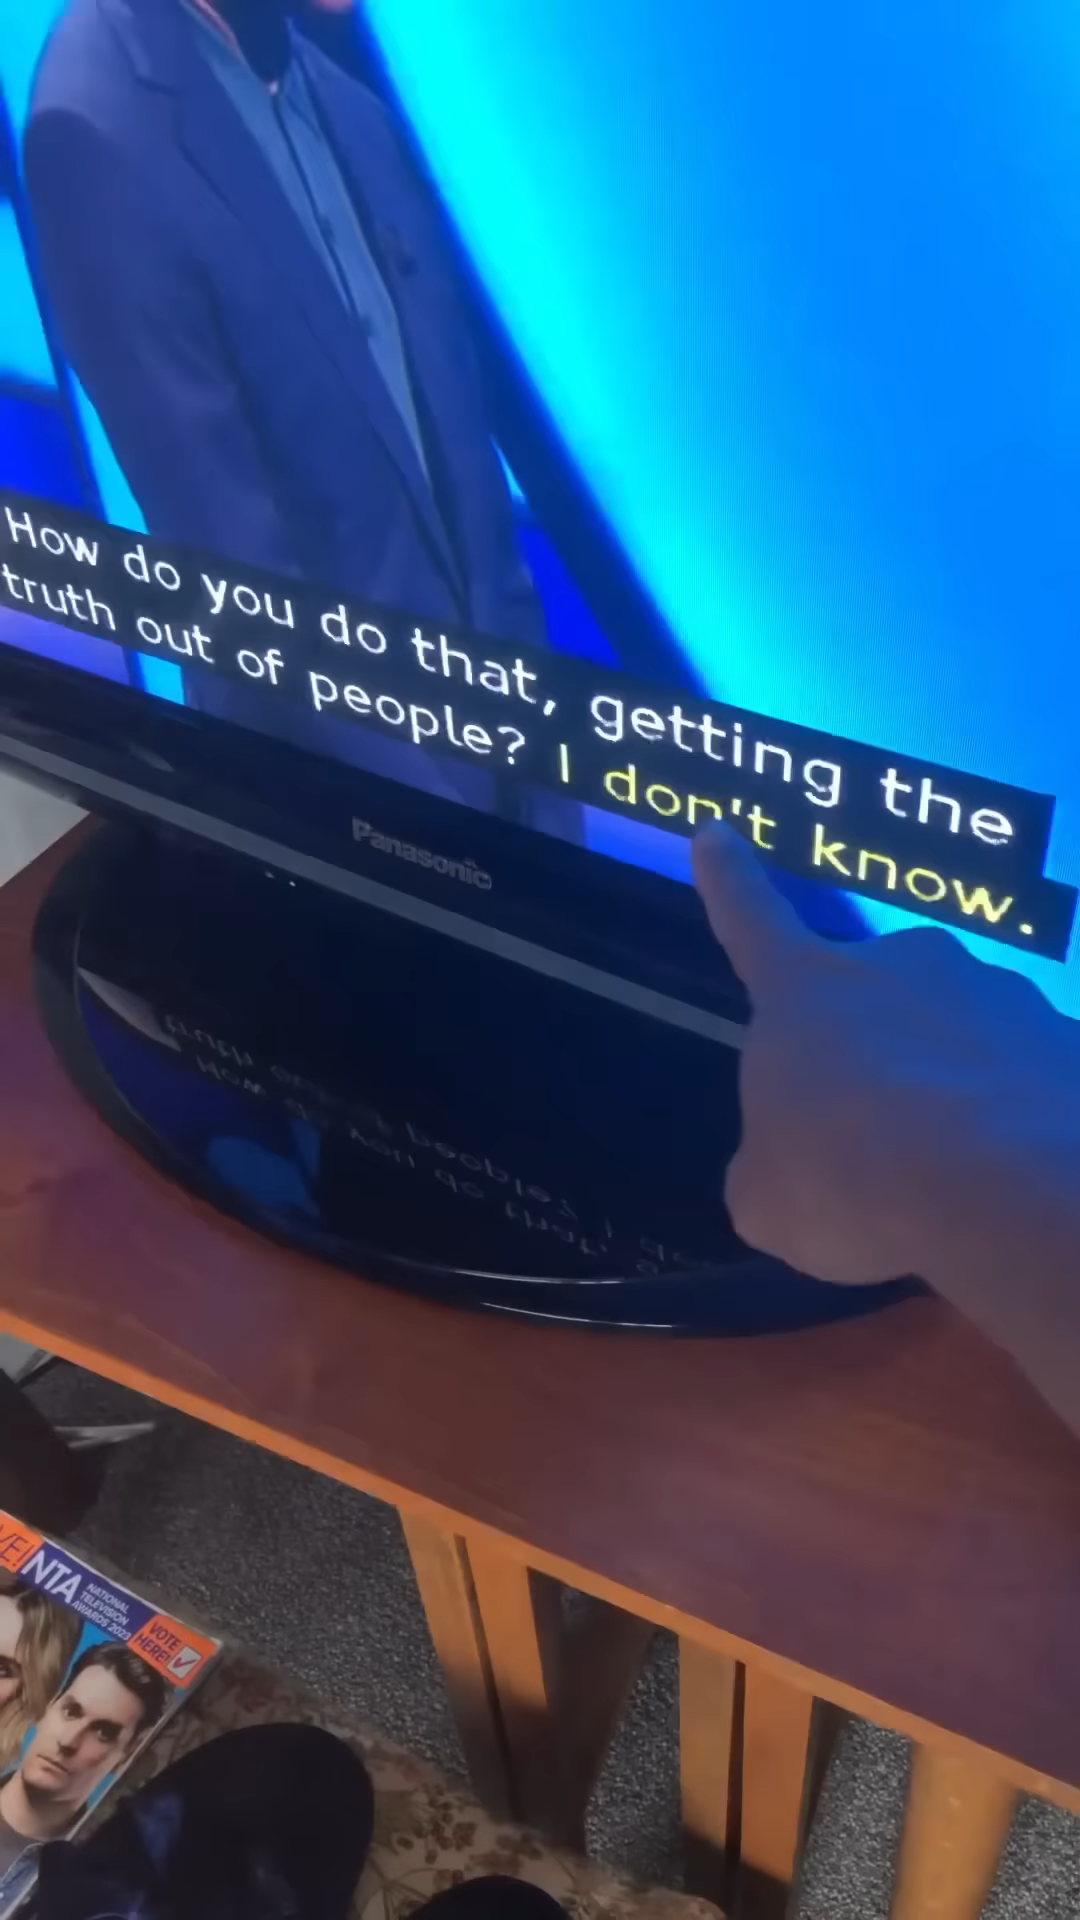 How do you do that, getting the
truth out of people? I don't know.
Panasonic
VE!
NTA
NATIONAL
TELEVISION
AWARDS 2023
VOTE
HERE!